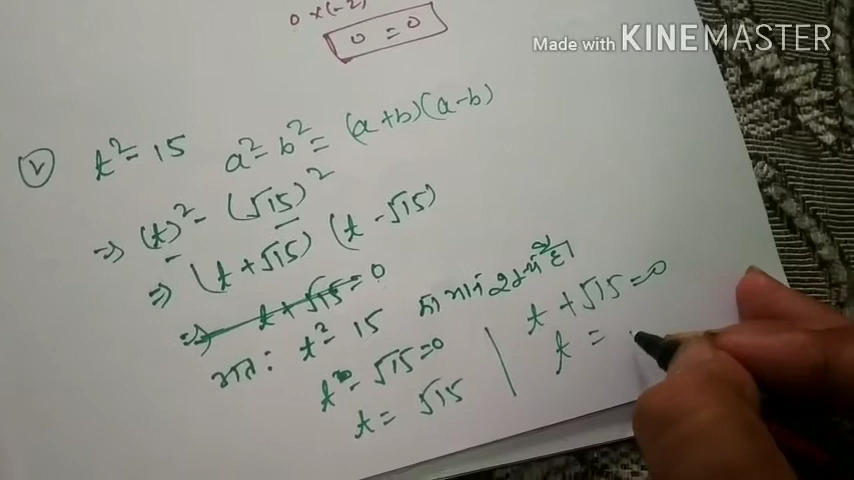 0 × (-2)
0 = 0
Made with KINEMASTER
(v) t² - 15 a² - b² = (a+b)(a-b)
⇒ (t)² - (√15)²
⇒ (t + √15) (t - √15)
⇒ t + √15 = 0
अतः t² - 15 का मान शून्य है।
t - √15 = 0 | t + √15 = 0
t = √15 | t =